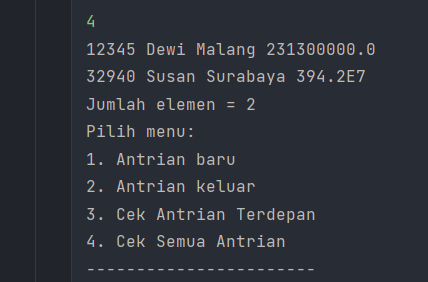 4
12345 Dewi Malang 231300000.0
32940 Susan Surabaya 394.2E7
Jumlah elemen = 2
Pilih menu:
1. Antrian baru
2. Antrian keluar
3. Cek Antrian Terdepan
4. Cek Semua Antrian
-----------------------